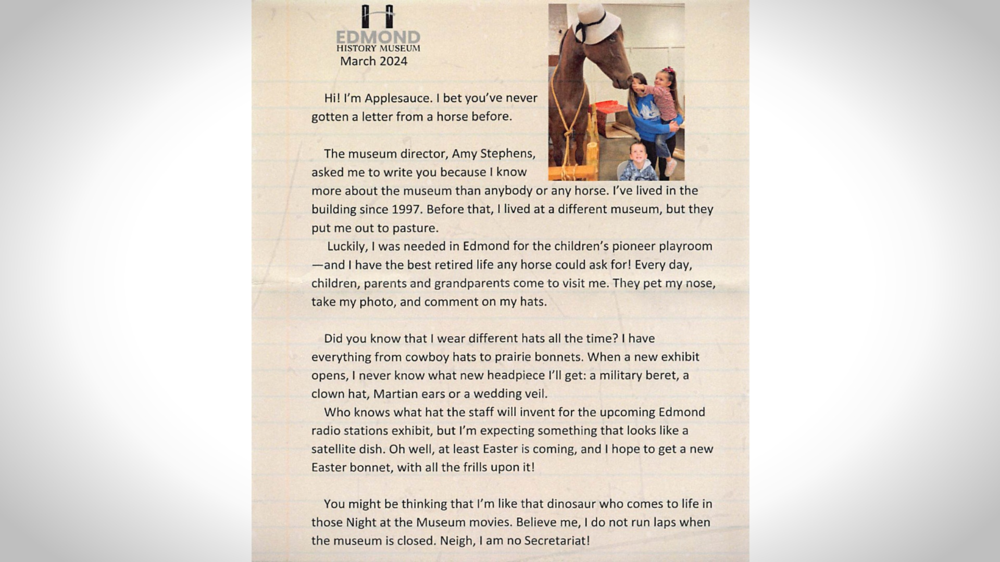 EDMOND
HISTORY MUSEUM
March 2024
Hi! I’m Applesauce. I bet you’ve never
gotten a letter from a horse before.
The museum director, Amy Stephens,
asked me to write you because I know
more about the museum than anybody or any horse. I’ve lived in the
building since 1997. Before that, I lived at a different museum, but they
put me out to pasture.
Luckily, I was needed in Edmond for the children’s pioneer playroom
—and I have the best retired life any horse could ask for! Every day,
children, parents and grandparents come to visit me. They pet my nose,
take my photo, and comment on my hats.
Did you know that I wear different hats all the time? I have
everything from cowboy hats to prairie bonnets. When a new exhibit
opens, I never know what new headpiece I’ll get: a military beret, a
clown hat, Martian ears or a wedding veil.
Who knows what hat the staff will invent for the upcoming Edmond
radio stations exhibit, but I’m expecting something that looks like a
satellite dish. Oh well, at least Easter is coming, and I hope to get a new
Easter bonnet, with all the frills upon it!
You might be thinking that I’m like that dinosaur who comes to life in
those Night at the Museum movies. Believe me, I do not run laps when
the museum is closed. Neigh, I am no Secretariat!